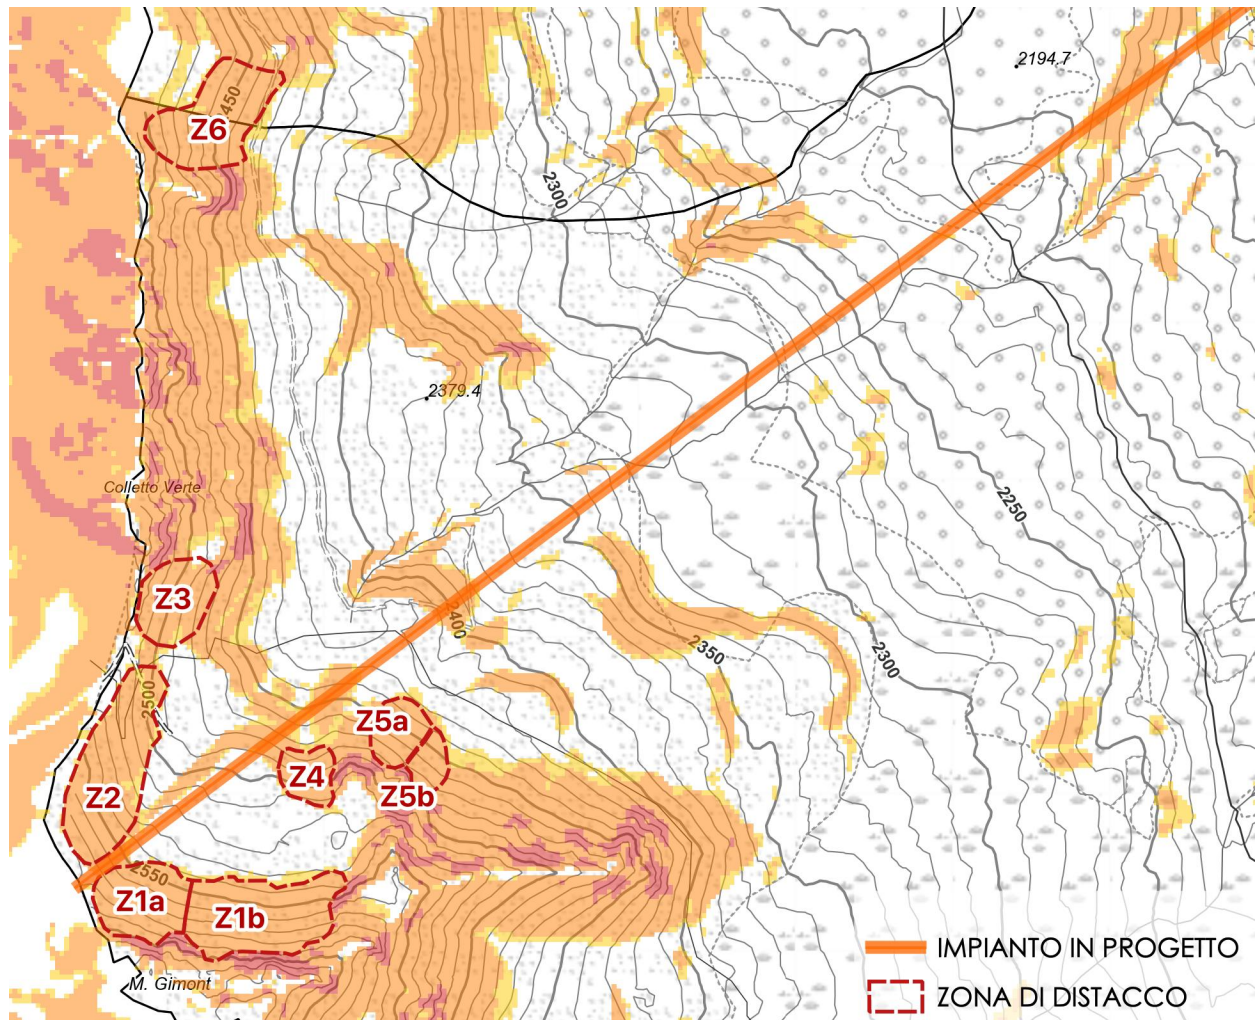 2194.7
450
Z6
2300
2379.4
Colletto Verte
2250
Z3
2400
2350
2300
2500
Z5a
Z4
Z5b
Z2
2550
Z1a
Z1b
IMPIANTO IN PROGETTO
M. Gimont
ZONA DI DISTACCO